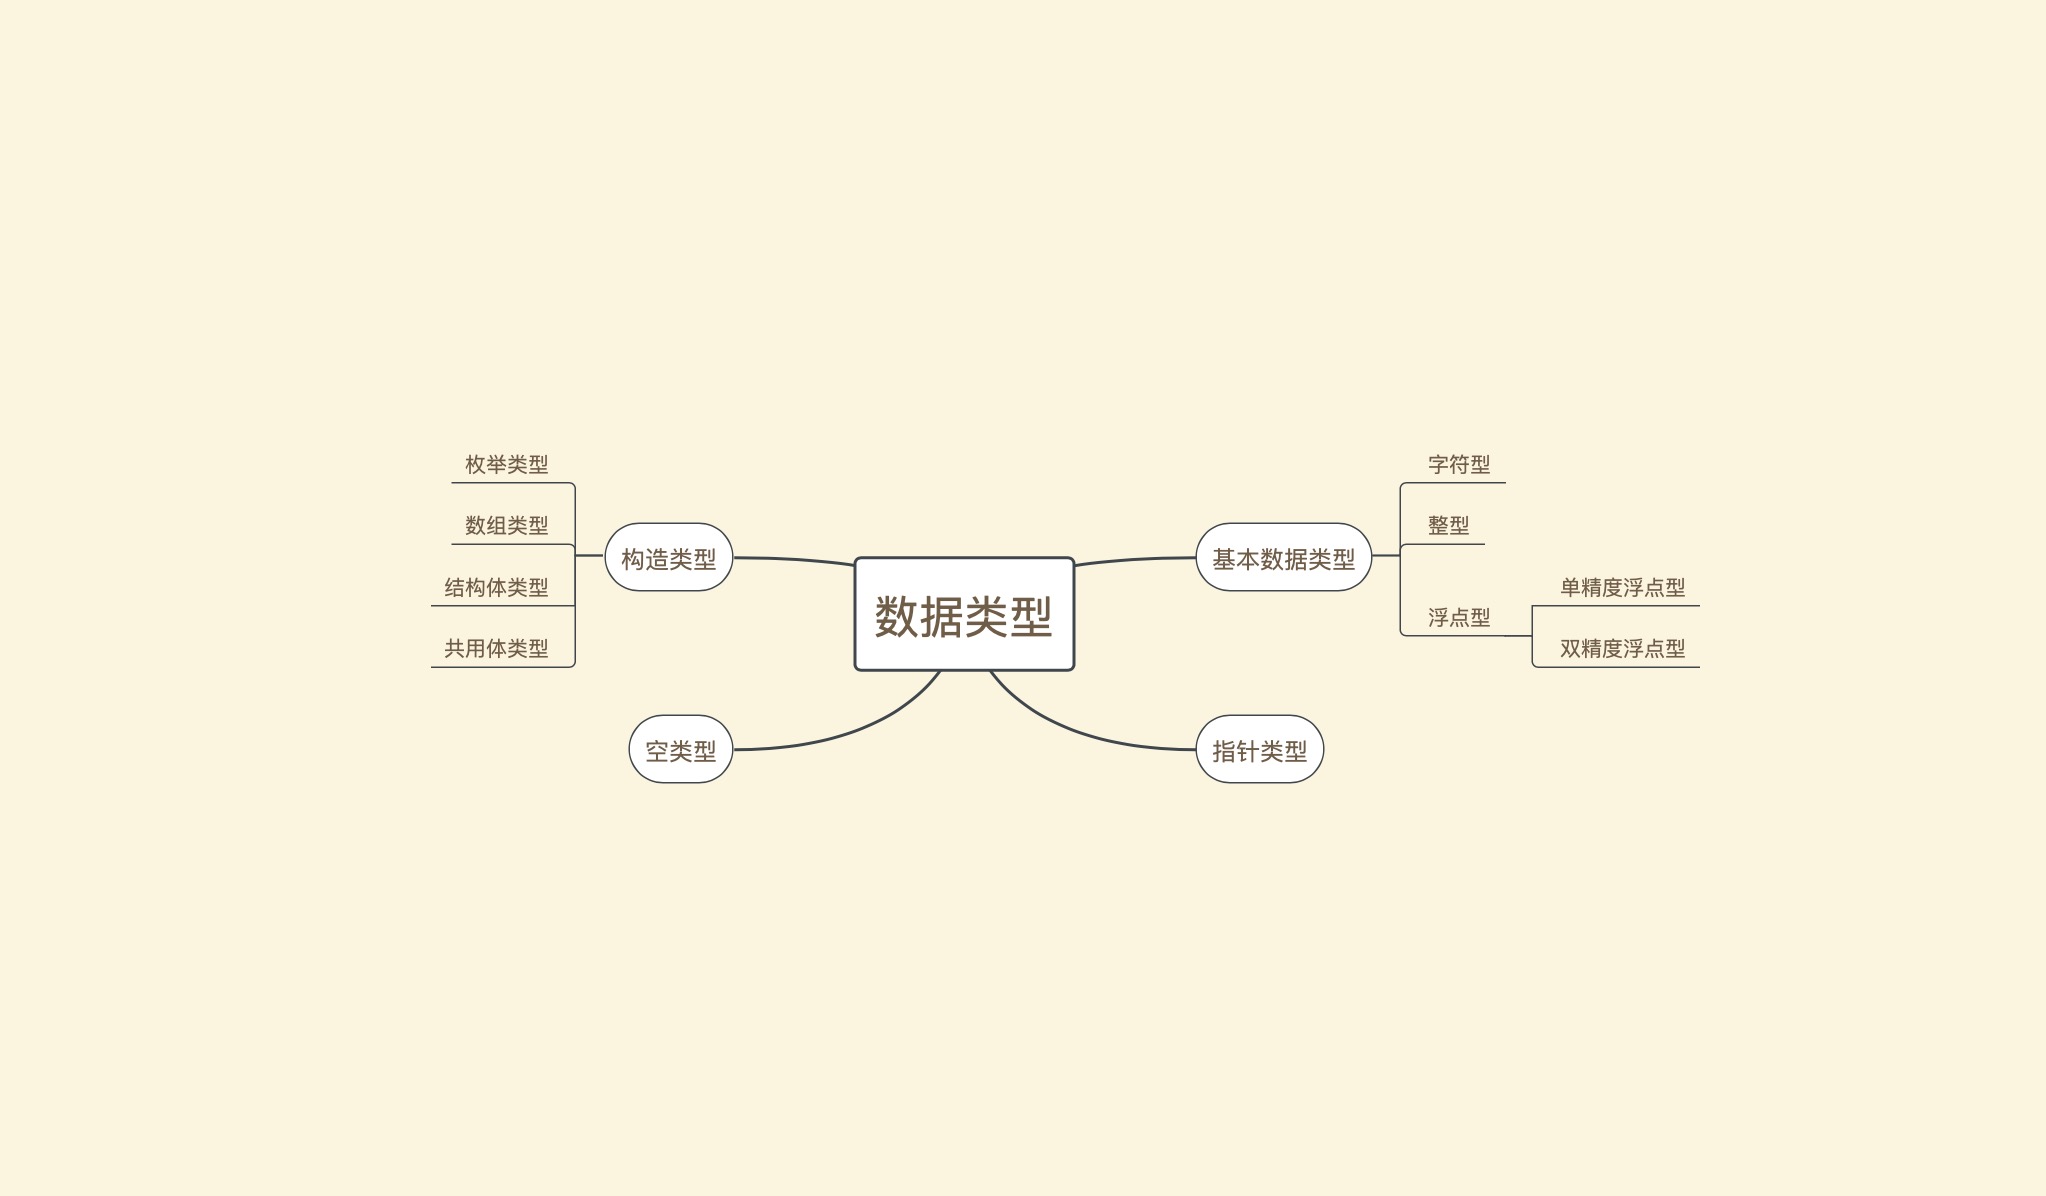 枚举类型
数组类型
结构体类型
共用体类型
构造类型
空类型
数据类型
基本数据类型
字符型
整型
浮点型
单精度浮点型
双精度浮点型
指针类型